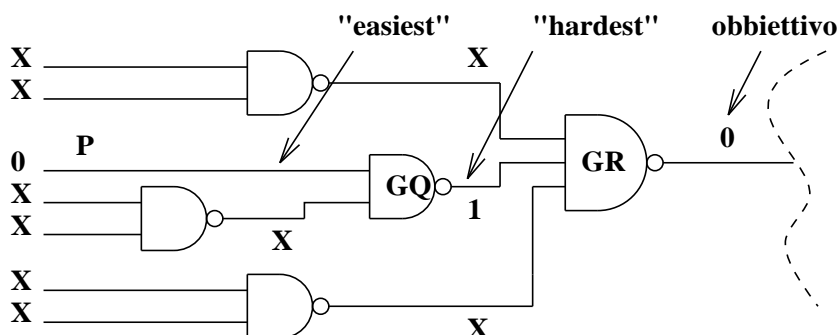 "easiest" "hardest" obbiettivo
X X
X
P 0
0 GQ GR
X 1
X X
X
X X